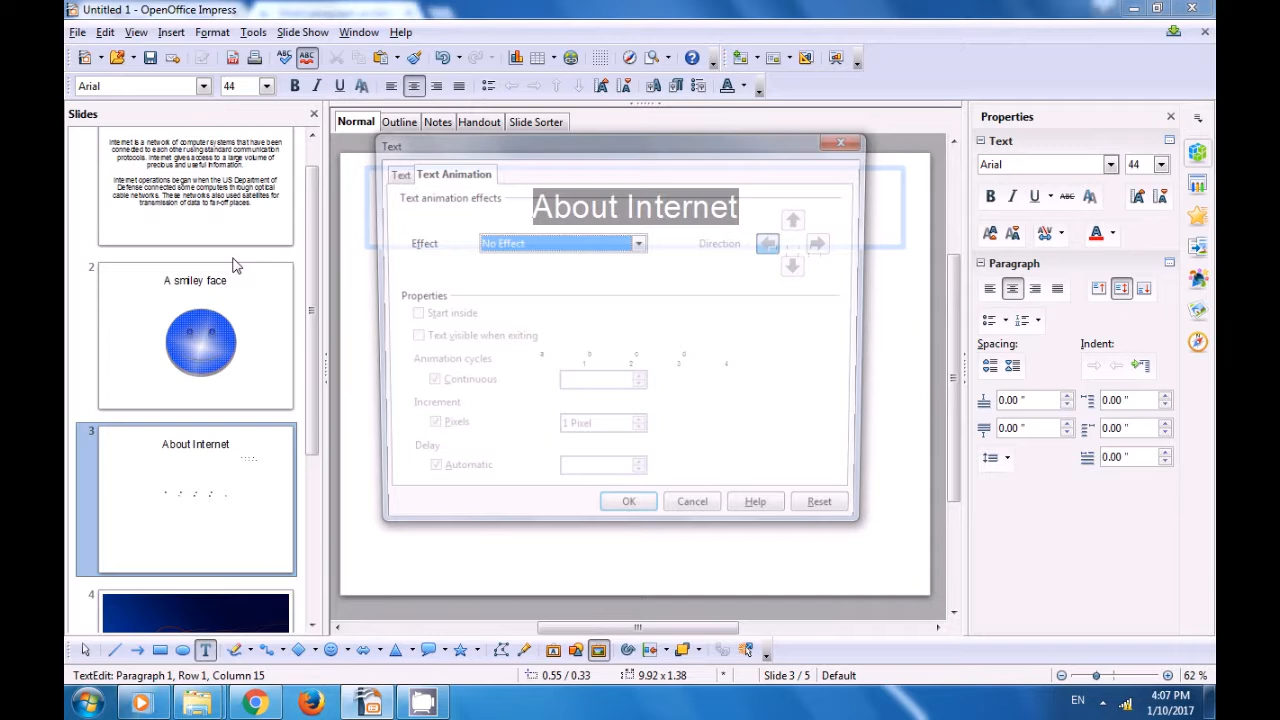 Untitled 1 - OpenOffice Impress
File Edit View Insert Format Tools Slide Show Window Help
Arial 44
Slides
Normal Outline Notes Handout Slide Sorter
Properties
Internet is a network of computer systems that have been
connected to each other using standard communication
protocols. Internet gives access to a large volume of
precious and useful information.
Internet operations began when the US Department of
Defense connected some computers through optical
cable networks. These networks also used satellites for
transmission of data to far-off places.
2
A smiley face
3
About Internet
4
Text
Text Text Animation
Text animation effects
About Internet
Effect No Effect Direction
Properties
Start inside
Text visible when exiting
Animation cycles
Continuous
Increment
Pixels 1 Pixel
Delay
Automatic
OK Cancel Help Reset
Text
Arial 44
Paragraph
Spacing: Indent:
0.00 " 0.00 "
0.00 " 0.00 "
0.00 "
TextEdit: Paragraph 1, Row 1, Column 15 0.55 / 0.33 9.92 x 1.38 * Slide 3 / 5 Default 62 %
EN 4:07 PM
1/10/2017